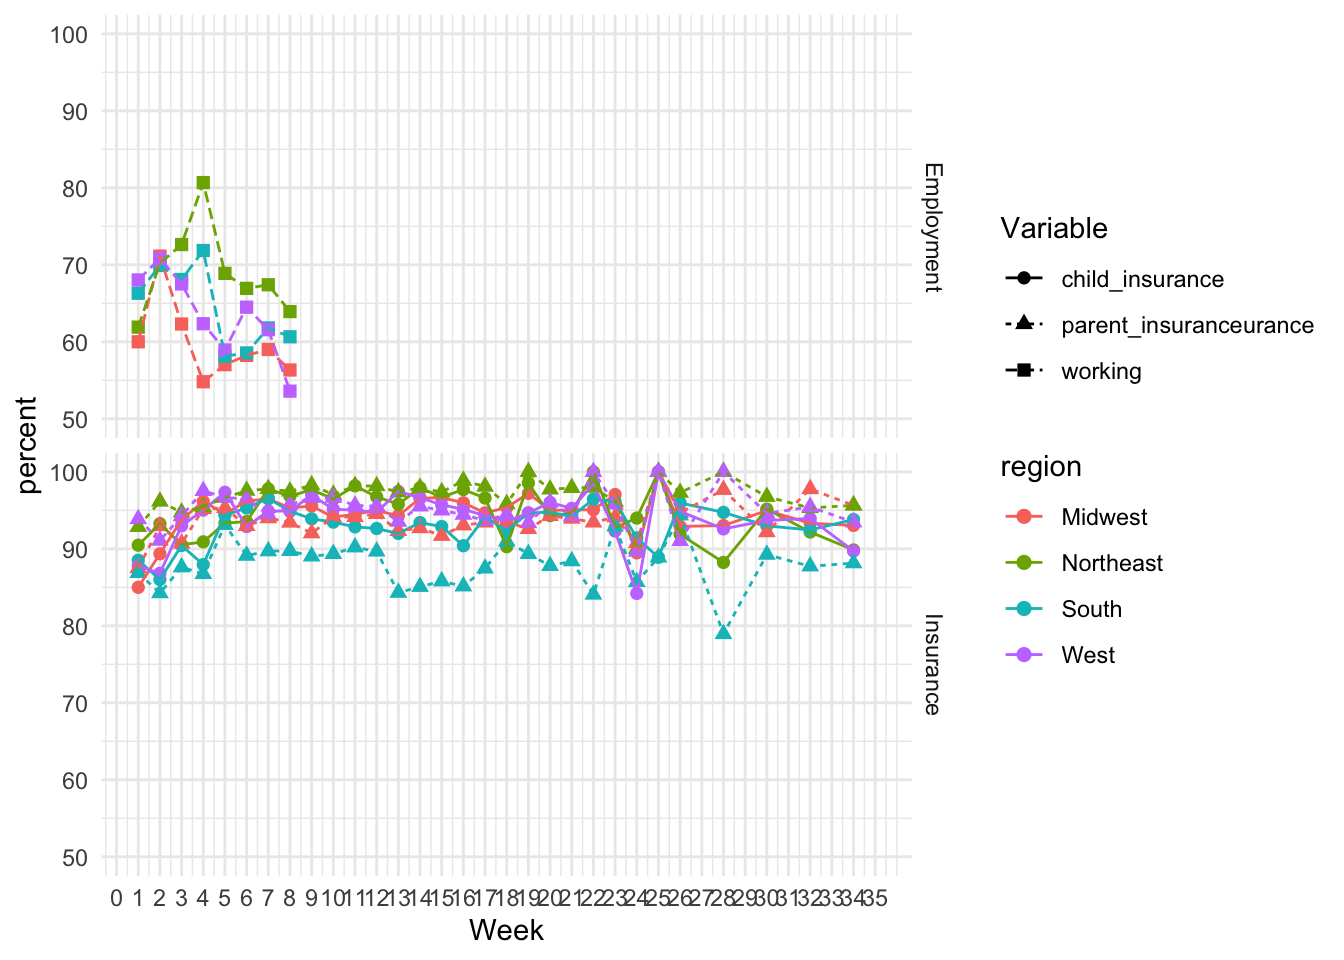 100
90
80
70
60
50
Employment
100
90
80
70
60
50
Insurance
percent
0 1 2 3 4 5 6 7 8 9 10 11 12 13 14 15 16 17 18 19 20 21 22 23 24 25 26 27 28 29 30 31 32 33 34 35
Week
Variable
child_insurance
parent_insuranceurance
working
region
Midwest
Northeast
South
West